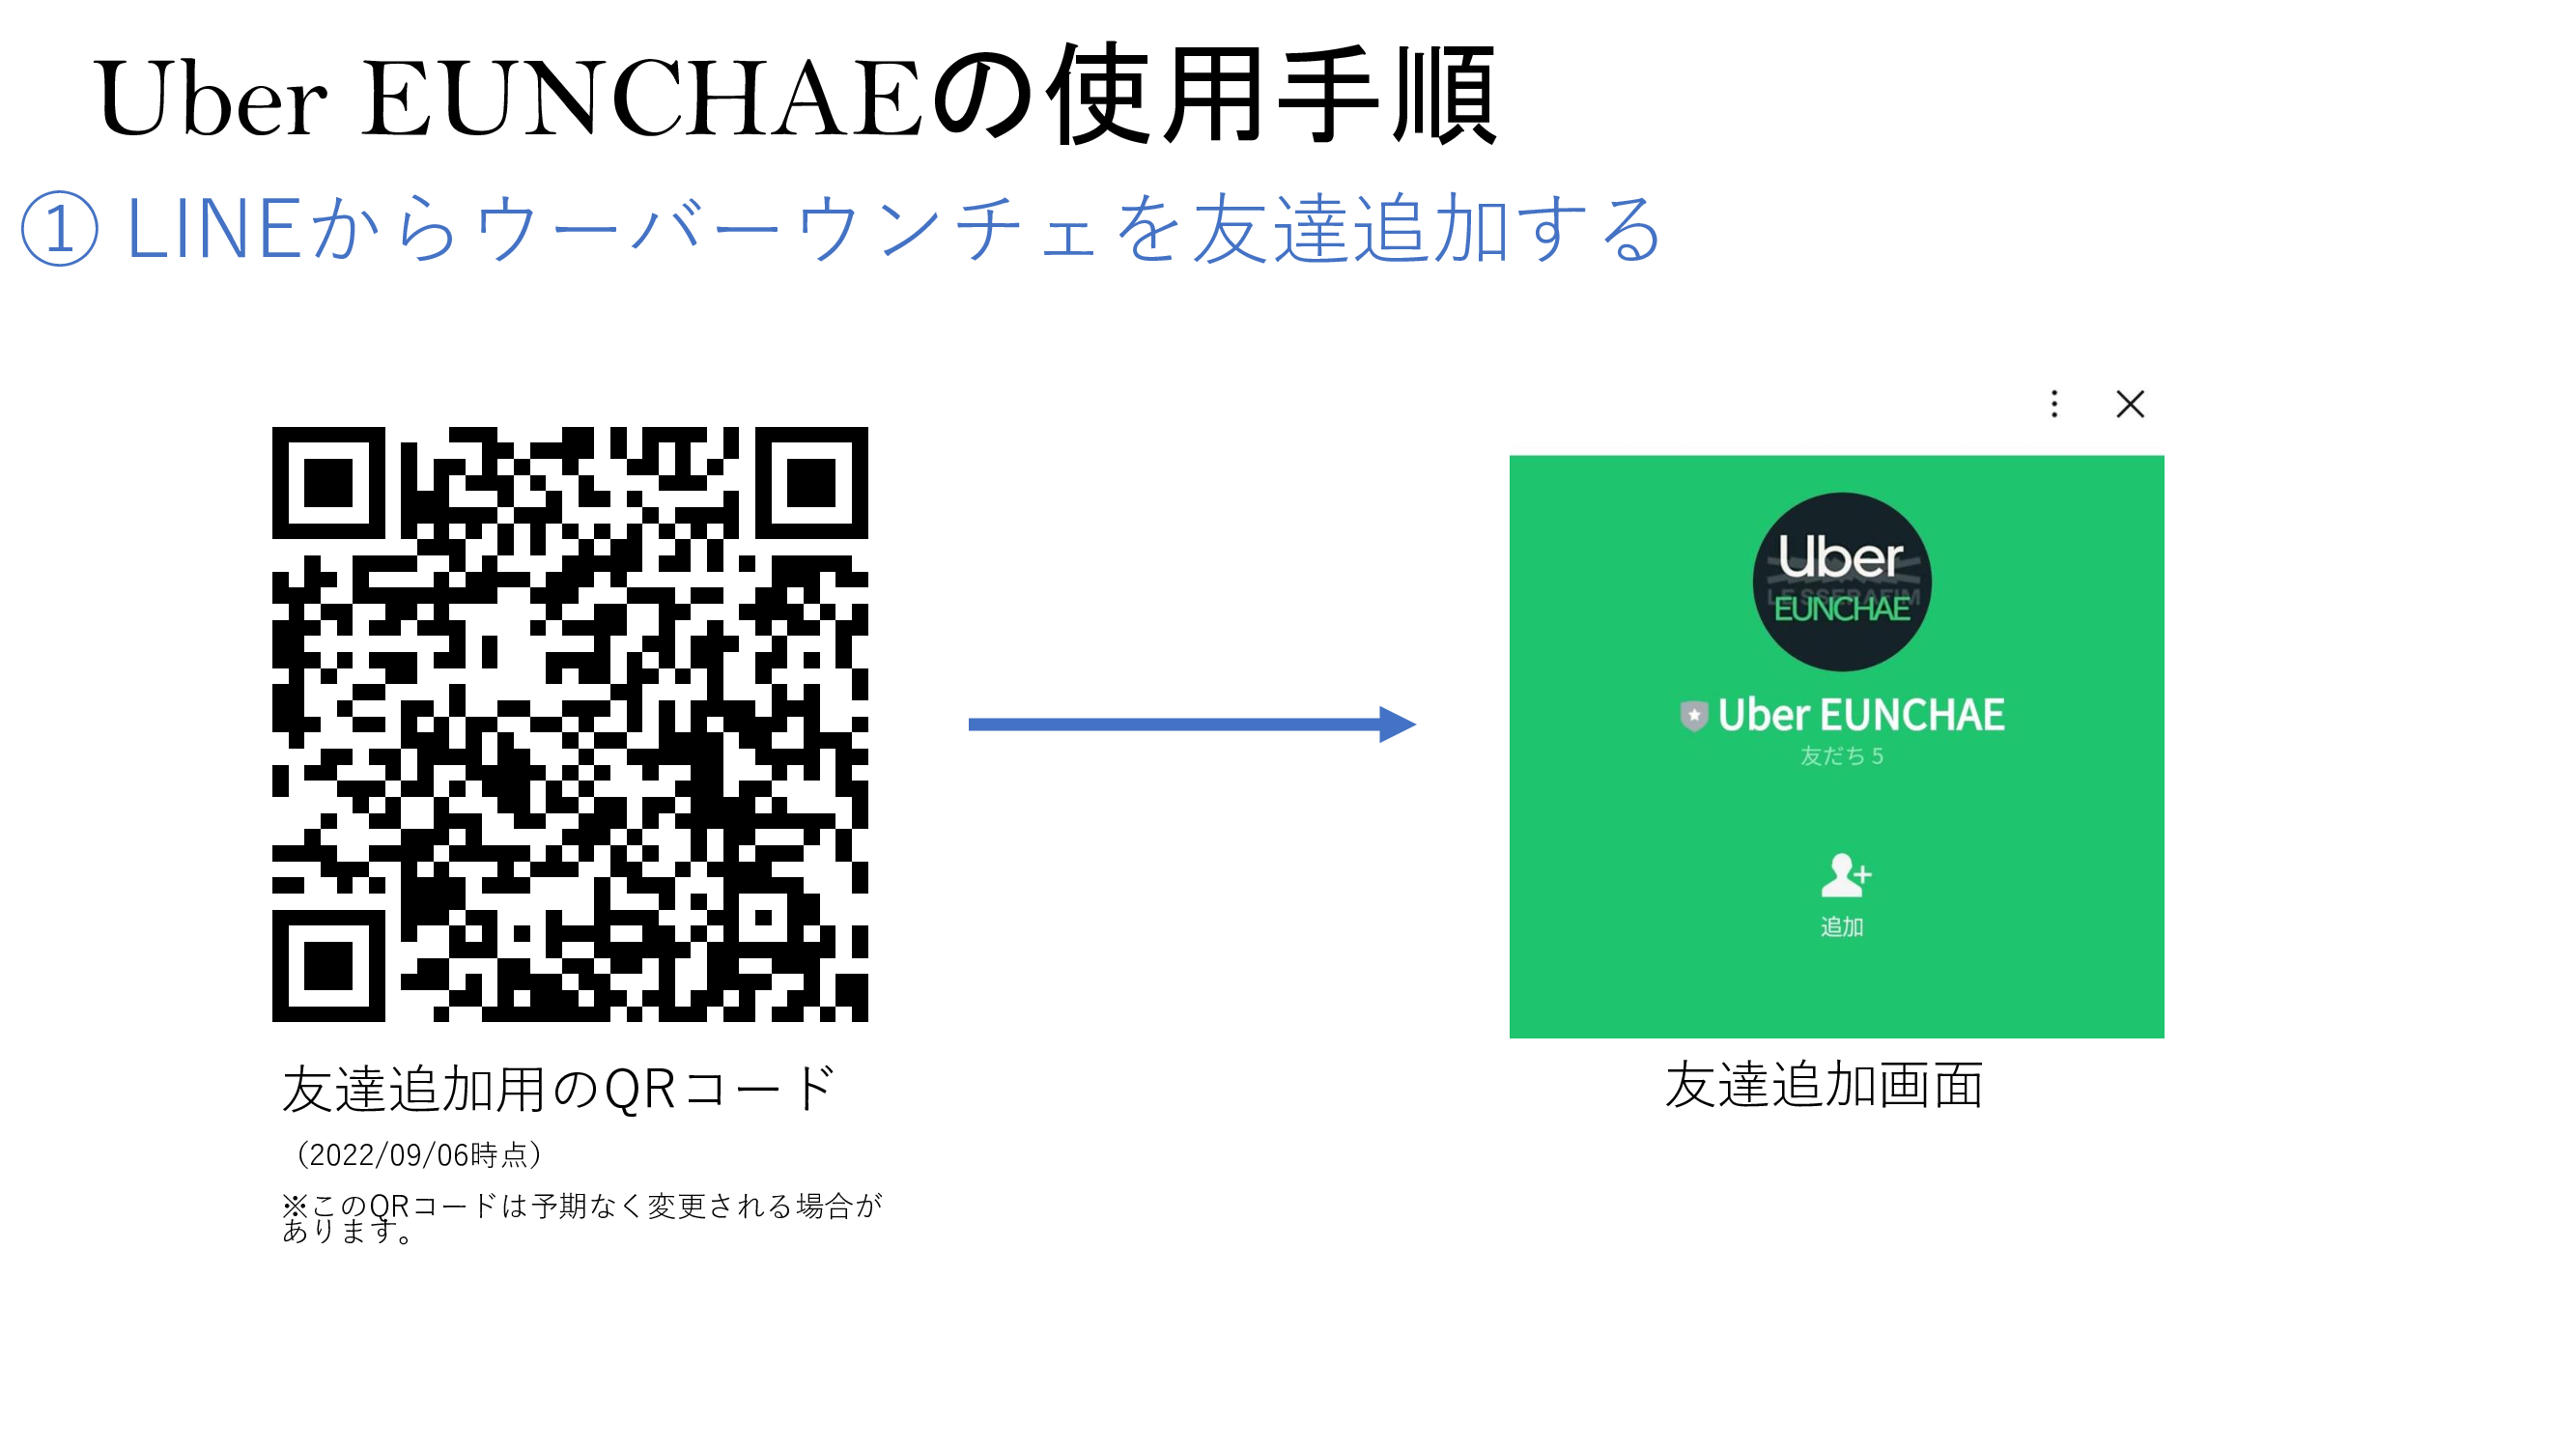 Uber EUNCHAEの使用手順
① LINEからウーバーウンチェを友達追加する
Uber
LE SSERAFIM
EUNCHAE
Uber EUNCHAE
友だち 5
追加
友達追加用のQRコード
（2022/09/06時点）
※このQRコードは予期なく変更される場合が
あります。
友達追加画面